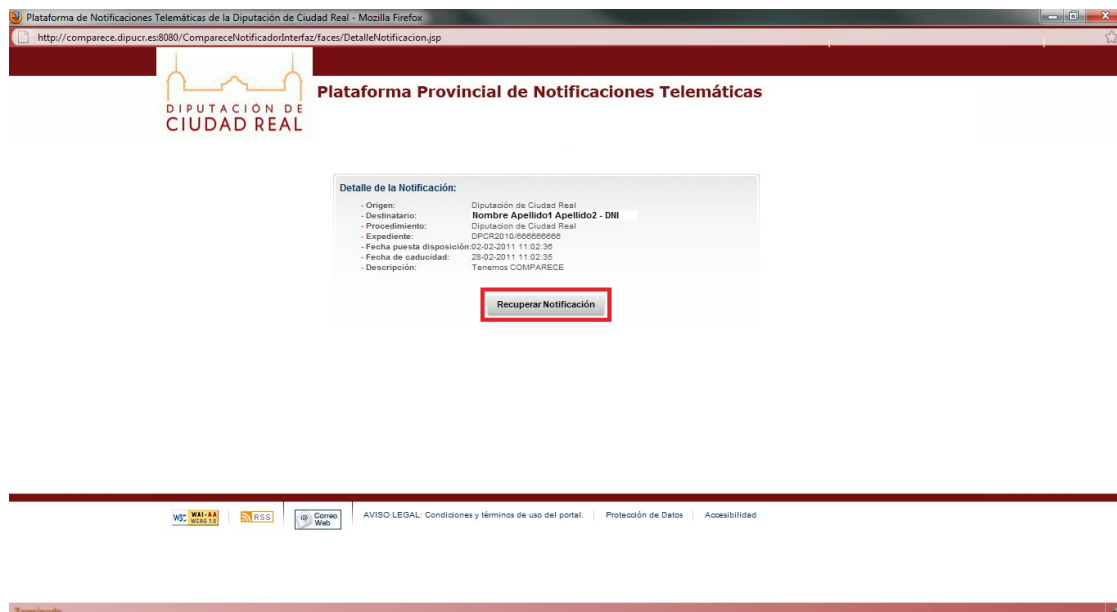 Plataforma de Notificaciones Telemáticas de la Diputación de Ciudad Real - Mozilla Firefox
http://comparece.dipucr.es:8080/CompareceNotificadorInterfaz/faces/DetalleNotificacion.jsp
DIPUTACIÓN DE
CIUDAD REAL
Plataforma Provincial de Notificaciones Telemáticas
Detalle de la Notificación:
- Origen: Diputación de Ciudad Real
- Destinatario: Nombre Apellido1 Apellido2 - DNI
- Procedimiento: Diputacion de Ciudad Real
- Expediente: DPCR2010/666666666
- Fecha puesta disposición:02-02-2011 11:02:36
- Fecha de caducidad: 28-02-2011 11:02:35
- Descripción: Tenemos COMPARECE
Recuperar Notificación
W3C WAI-AA WCAG 1.0
RSS
Correo Web
AVISO LEGAL: Condiciones y términos de uso del portal. Protección de Datos Accesibilidad
Terminado